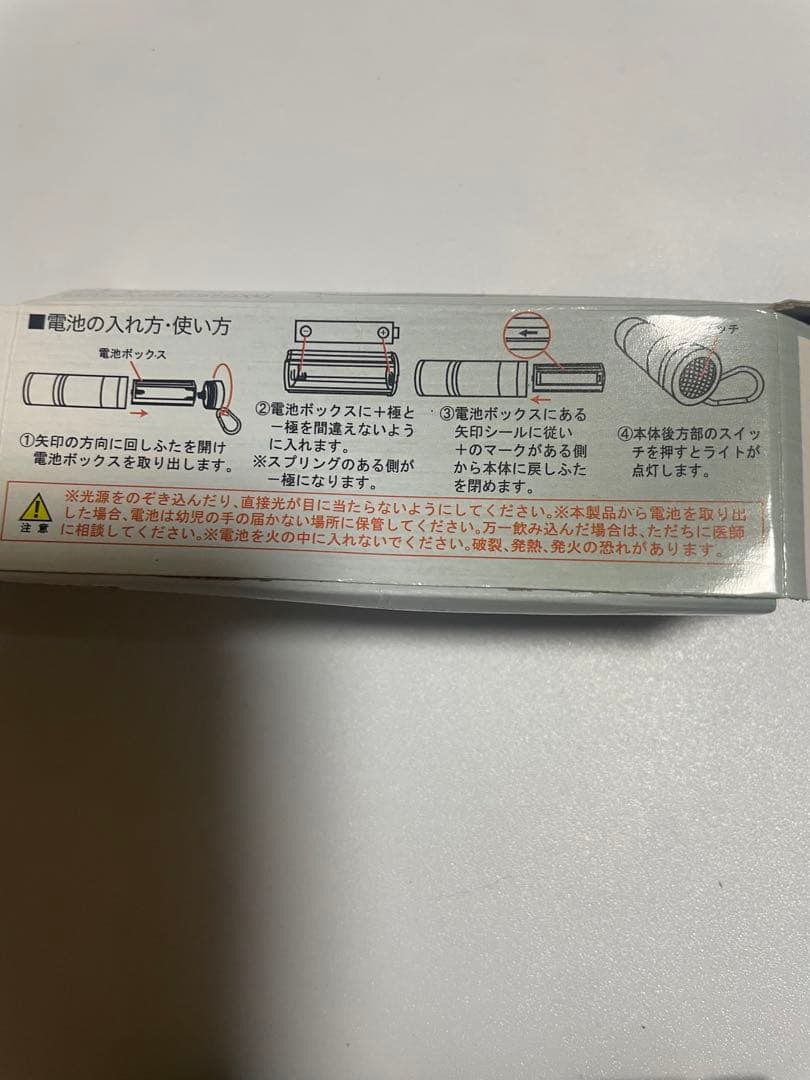 ■電池の入れ方・使い方
電池ボックス
①矢印の方向に回しふたを開け
電池ボックスを取り出します。
②電池ボックスに＋極と
－極を間違えないよう
に入れます。
※スプリングのある側が
－極になります。
③電池ボックスにある
矢印シールに従い
＋のマークがある側
から本体に戻しふた
を閉めます。
ッチ
④本体後方部のスイッ
チを押すとライトが
点灯します。
注意
※光源をのぞき込んだり、直接光が目に当たらないようにしてください。※本製品から電池を取り出
した場合、電池は幼児の手の届かない場所に保管してください。万一飲み込んだ場合は、ただちに医師
に相談してください。※電池を火の中に入れないでください。破裂、発熱、発火の恐れがあります。